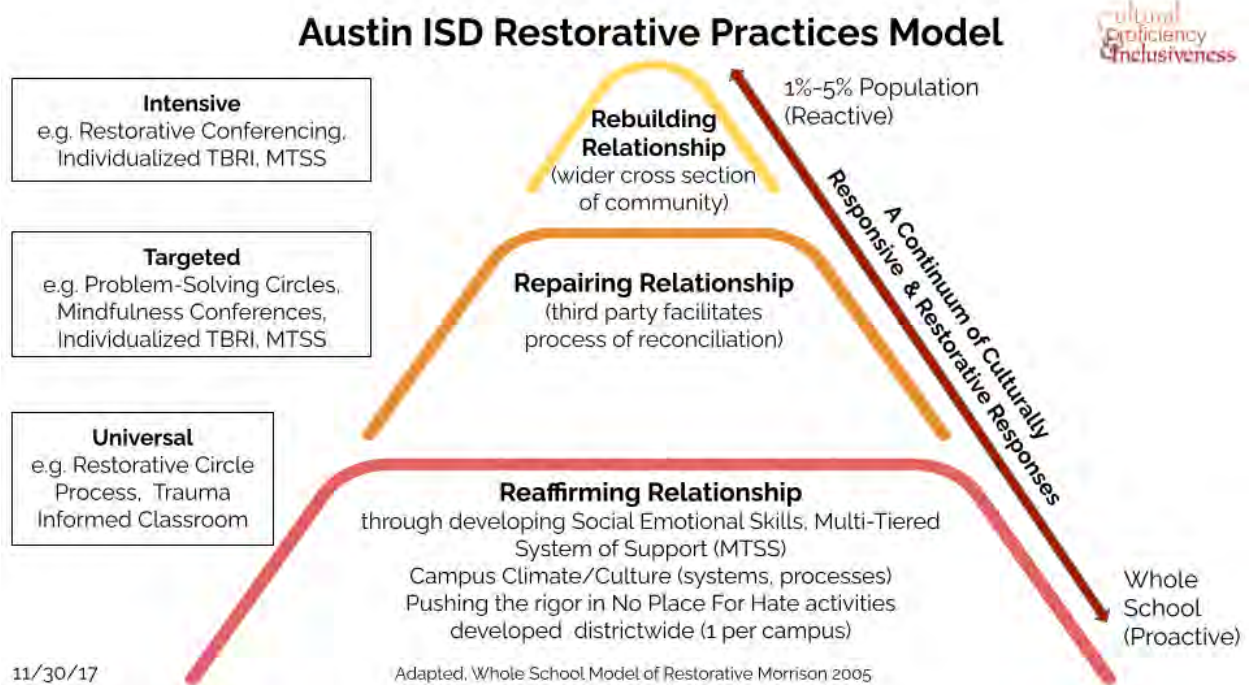 Austin ISD Restorative Practices Model
Cultural
Proficiency
&Inclusiveness
Intensive
e.g. Restorative Conferencing,
Individualized TBRI, MTSS
Rebuilding
Relationship
(wider cross section
of community)
1%-5% Population
(Reactive)
A Continuum of Culturally
Responsive & Restorative Responses
Targeted
e.g. Problem-Solving Circles,
Mindfulness Conferences,
Individualized TBRI, MTSS
Repairing Relationship
(third party facilitates
process of reconciliation)
Universal
e.g. Restorative Circle
Process, Trauma
Informed Classroom
Reaffirming Relationship
through developing Social Emotional Skills, Multi-Tiered
System of Support (MTSS)
Campus Climate/Culture (systems, processes)
Pushing the rigor in No Place For Hate activities
developed districtwide (1 per campus)
Whole
School
(Proactive)
11/30/17
Adapted, Whole School Model of Restorative Morrison 2005